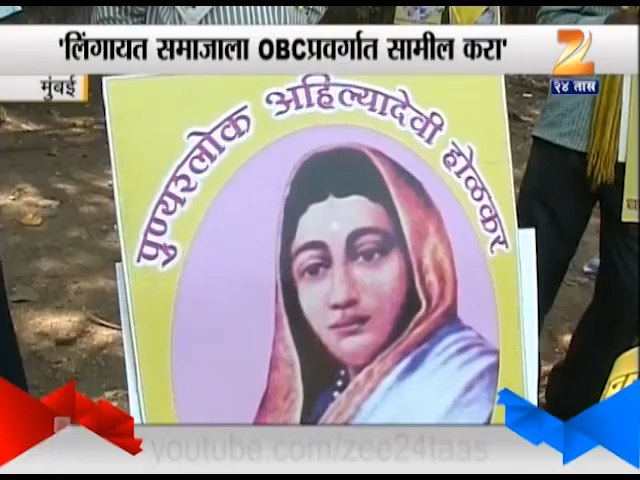 'लिंगायत समाजाला OBCप्रवर्गात सामील करा'
मुंबई
२४ तास
पुण्यश्लोक अहिल्यादेवी होळकर
youtube.com/zee24taas